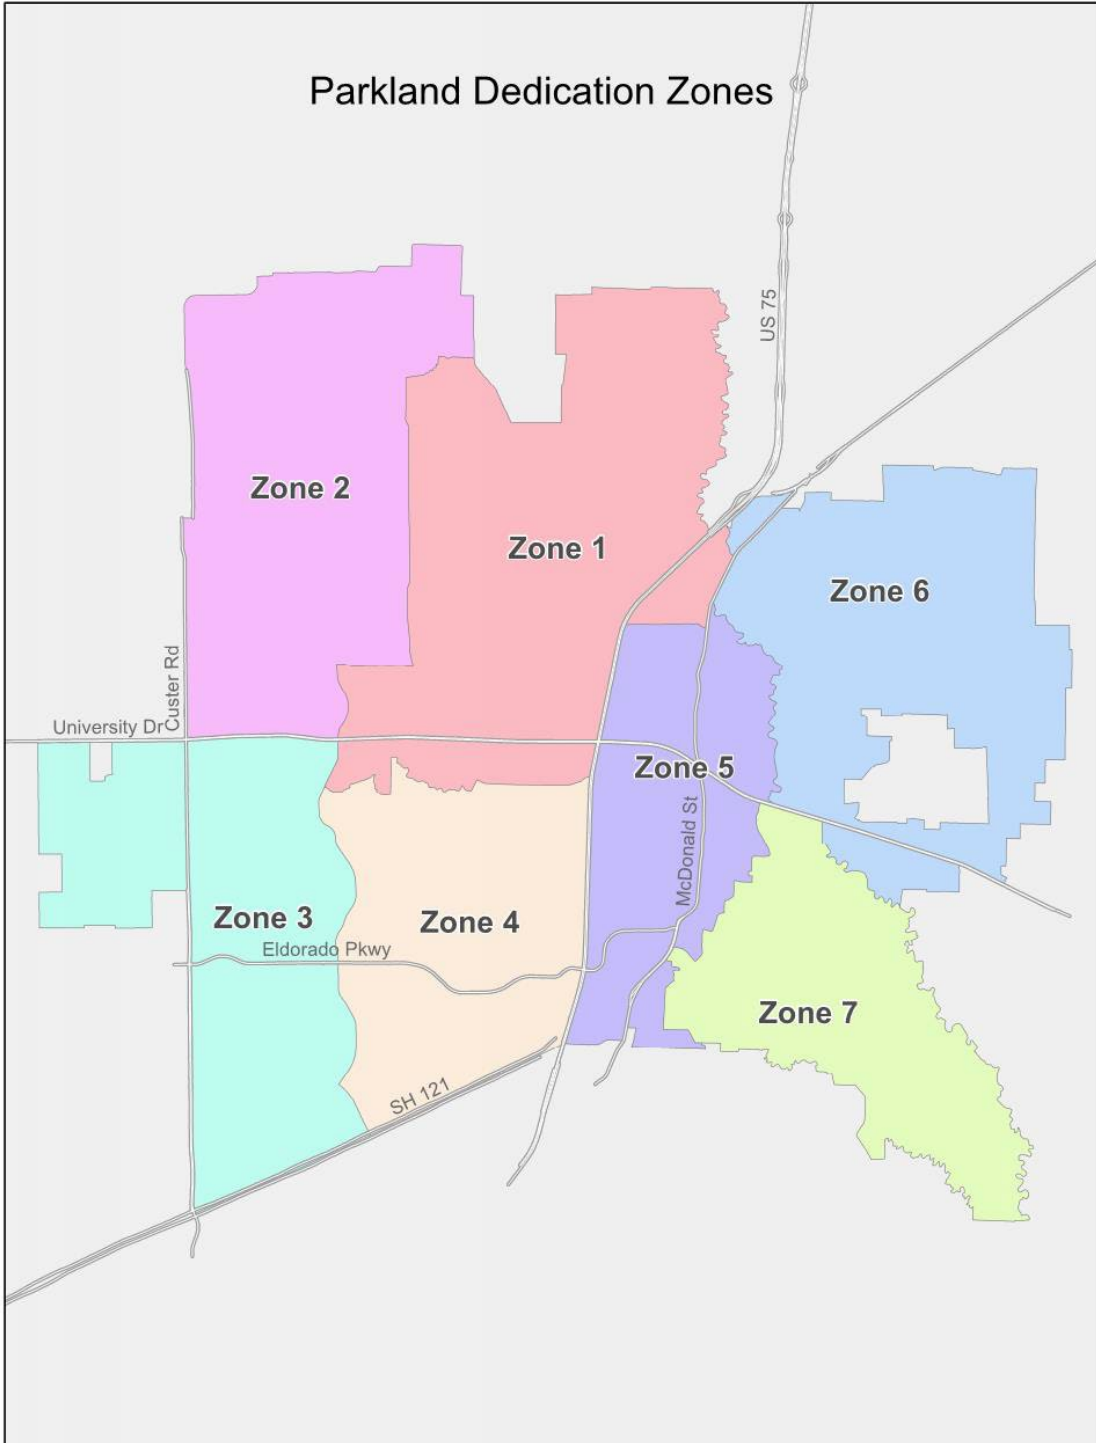 Parkland Dedication Zones
US 75
Zone 2
Zone 1
Zone 6
Custer Rd
University Dr
Zone 5
McDonald St
Zone 3
Zone 4
Eldorado Pkwy
Zone 7
SH 121